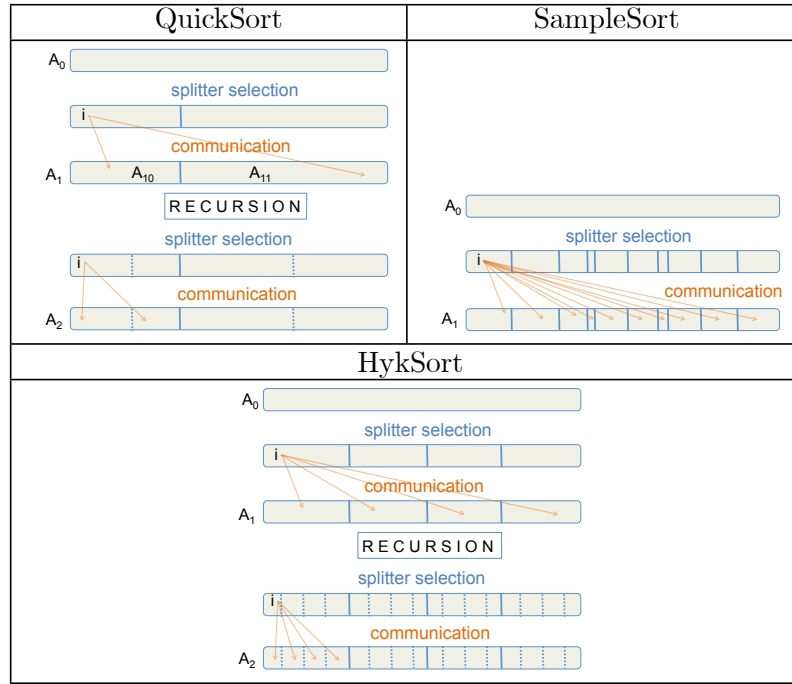 QuickSort
A0
splitter selection
i
communication
A1 A10 A11
RECURSION
splitter selection
i
communication
A2
SampleSort
A0
splitter selection
i
communication
A1
HykSort
A0
splitter selection
i
communication
A1
RECURSION
splitter selection
i
communication
A2